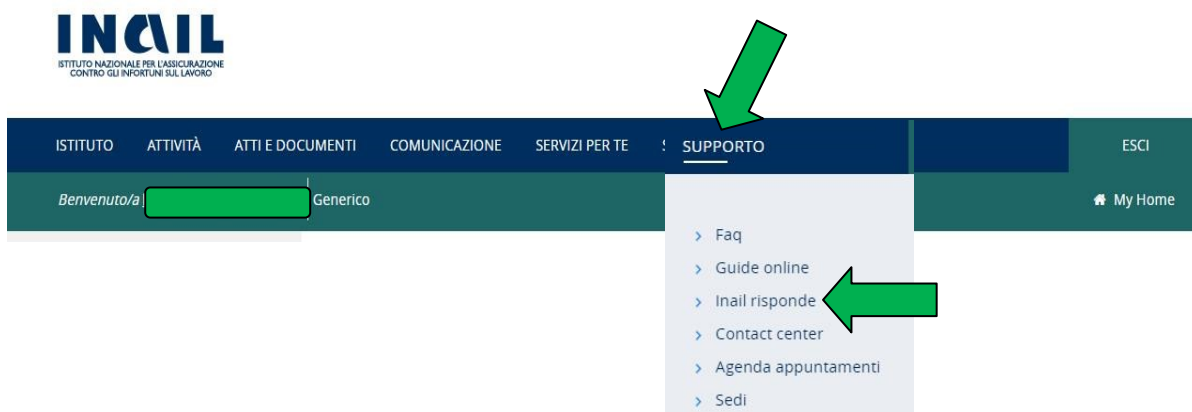 INAIL
ISTITUTO NAZIONALE PER L'ASSICURAZIONE
CONTRO GLI INFORTUNI SUL LAVORO
ISTITUTO ATTIVITÀ ATTI E DOCUMENTI COMUNICAZIONE SERVIZI PER TE SUPPORTO ESCI
Benvenuto/a Generico My Home
Faq
Guide online
Inail risponde
Contact center
Agenda appuntamenti
Sedi